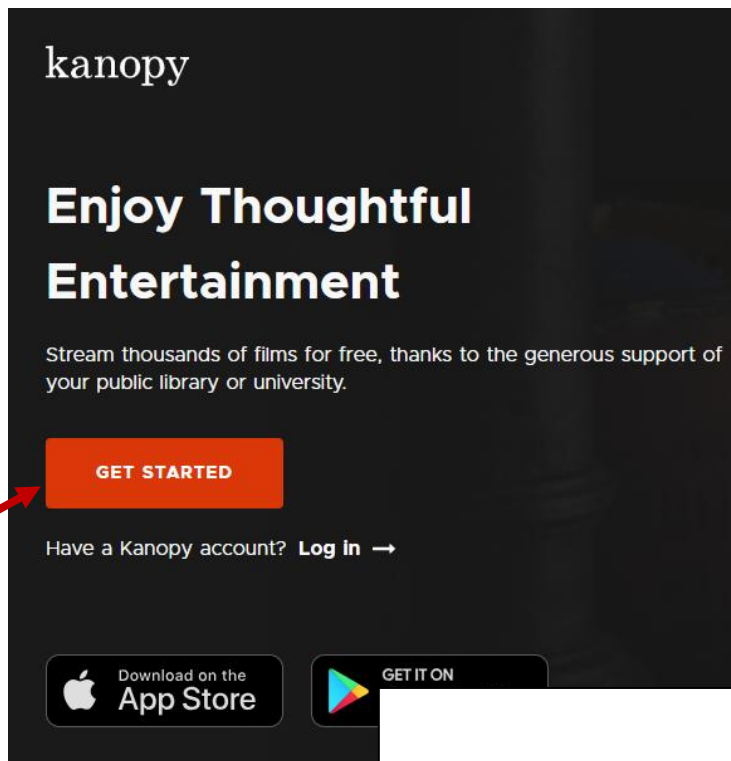 kanopy
Enjoy Thoughtful
Entertainment
Stream thousands of films for free, thanks to the generous support of
your public library or university.
GET STARTED
Have a Kanopy account? Log in →
Download on the
App Store
GET IT ON